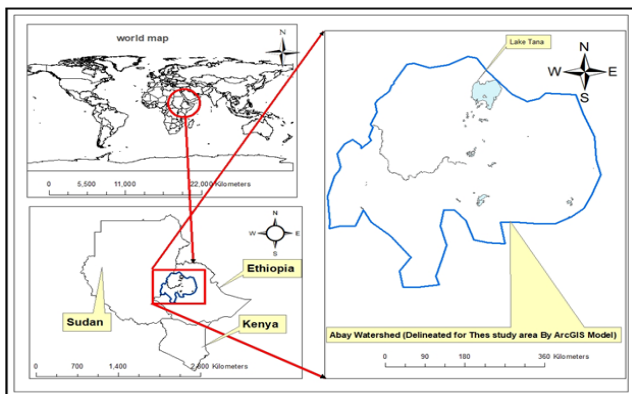 world map
N
0 5,500 11,000 22,000 Kilometers
N
W E
S
Ethiopia
Sudan
Kenya
0 700 1,400 2,800 Kilometers
Lake Tana
N
W E
S
Abay Watershed (Delineated for Thes study area By ArcGIS Model)
0 90 180 360 Kilometers